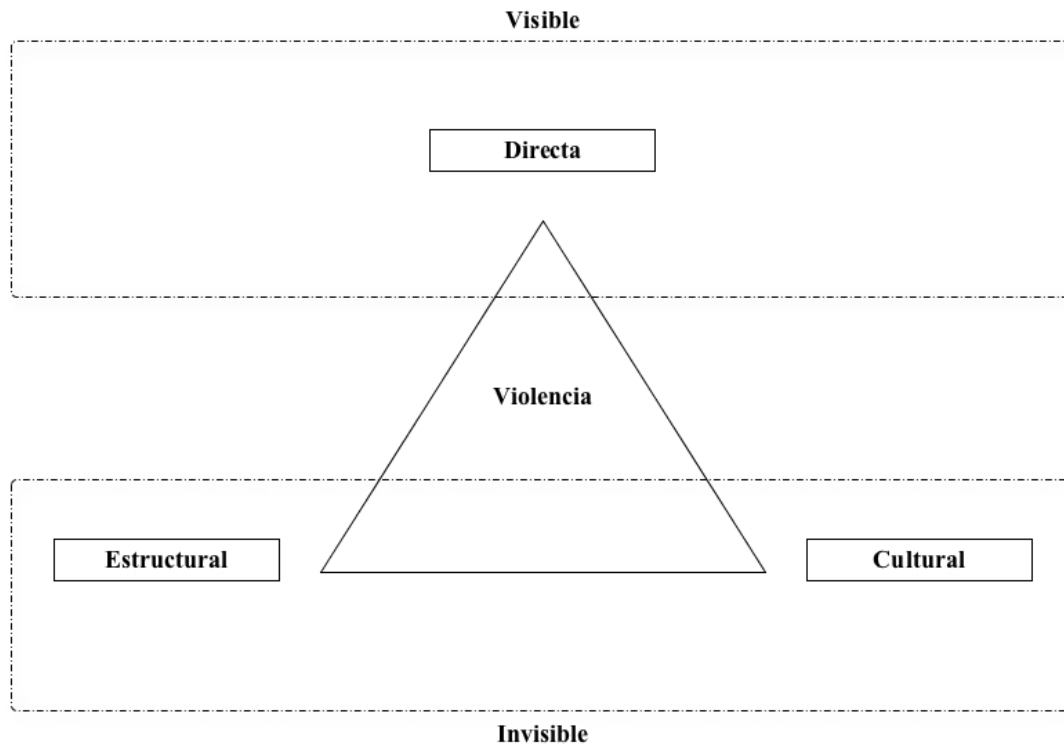 Visible
Directa
Violencia
Estructural
Cultural
Invisible